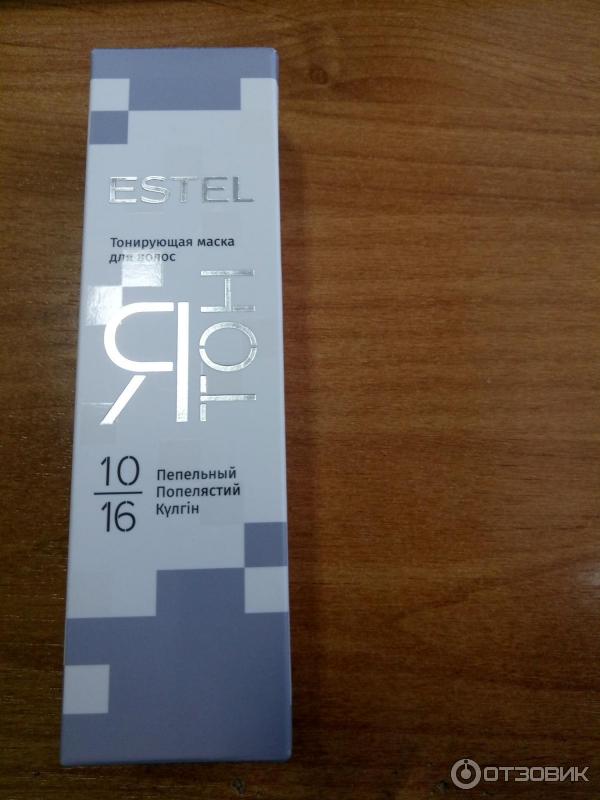 ESTEL
Тонирующая маска
для волос
Я ТОН
10
16
Пепельный
Попелястий
Күлгін
ОТЗОВИК